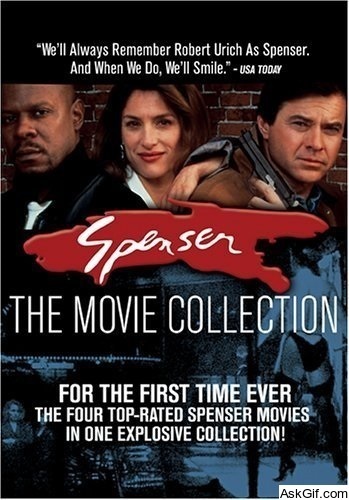 “We’ll Always Remember Robert Urich As Spenser.
And When We Do, We’ll Smile.” - USA TODAY
Spenser
THE MOVIE COLLECTION
FOR THE FIRST TIME EVER
THE FOUR TOP-RATED SPENSER MOVIES
IN ONE EXPLOSIVE COLLECTION!
AskGif.com